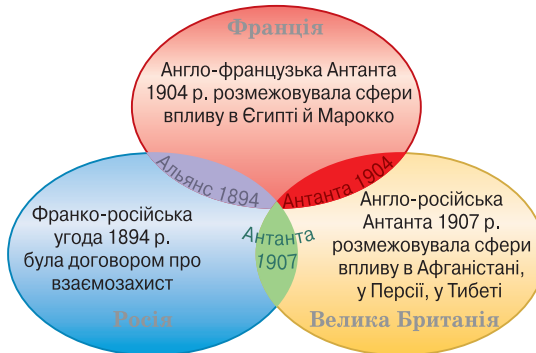 Франція
Англо-французька Антанта
1904 р. розмежовувала сфери
впливу в Єгипті й Марокко
Альянс 1894
Антанта 1904
Франко-російська
угода 1894 р.
була договором про
взаємозахист
Росія
Антанта
1907
Англо-російська
Антанта 1907 р.
розмежовувала сфери
впливу в Афганістані,
у Персії, у Тибеті
Велика Британія